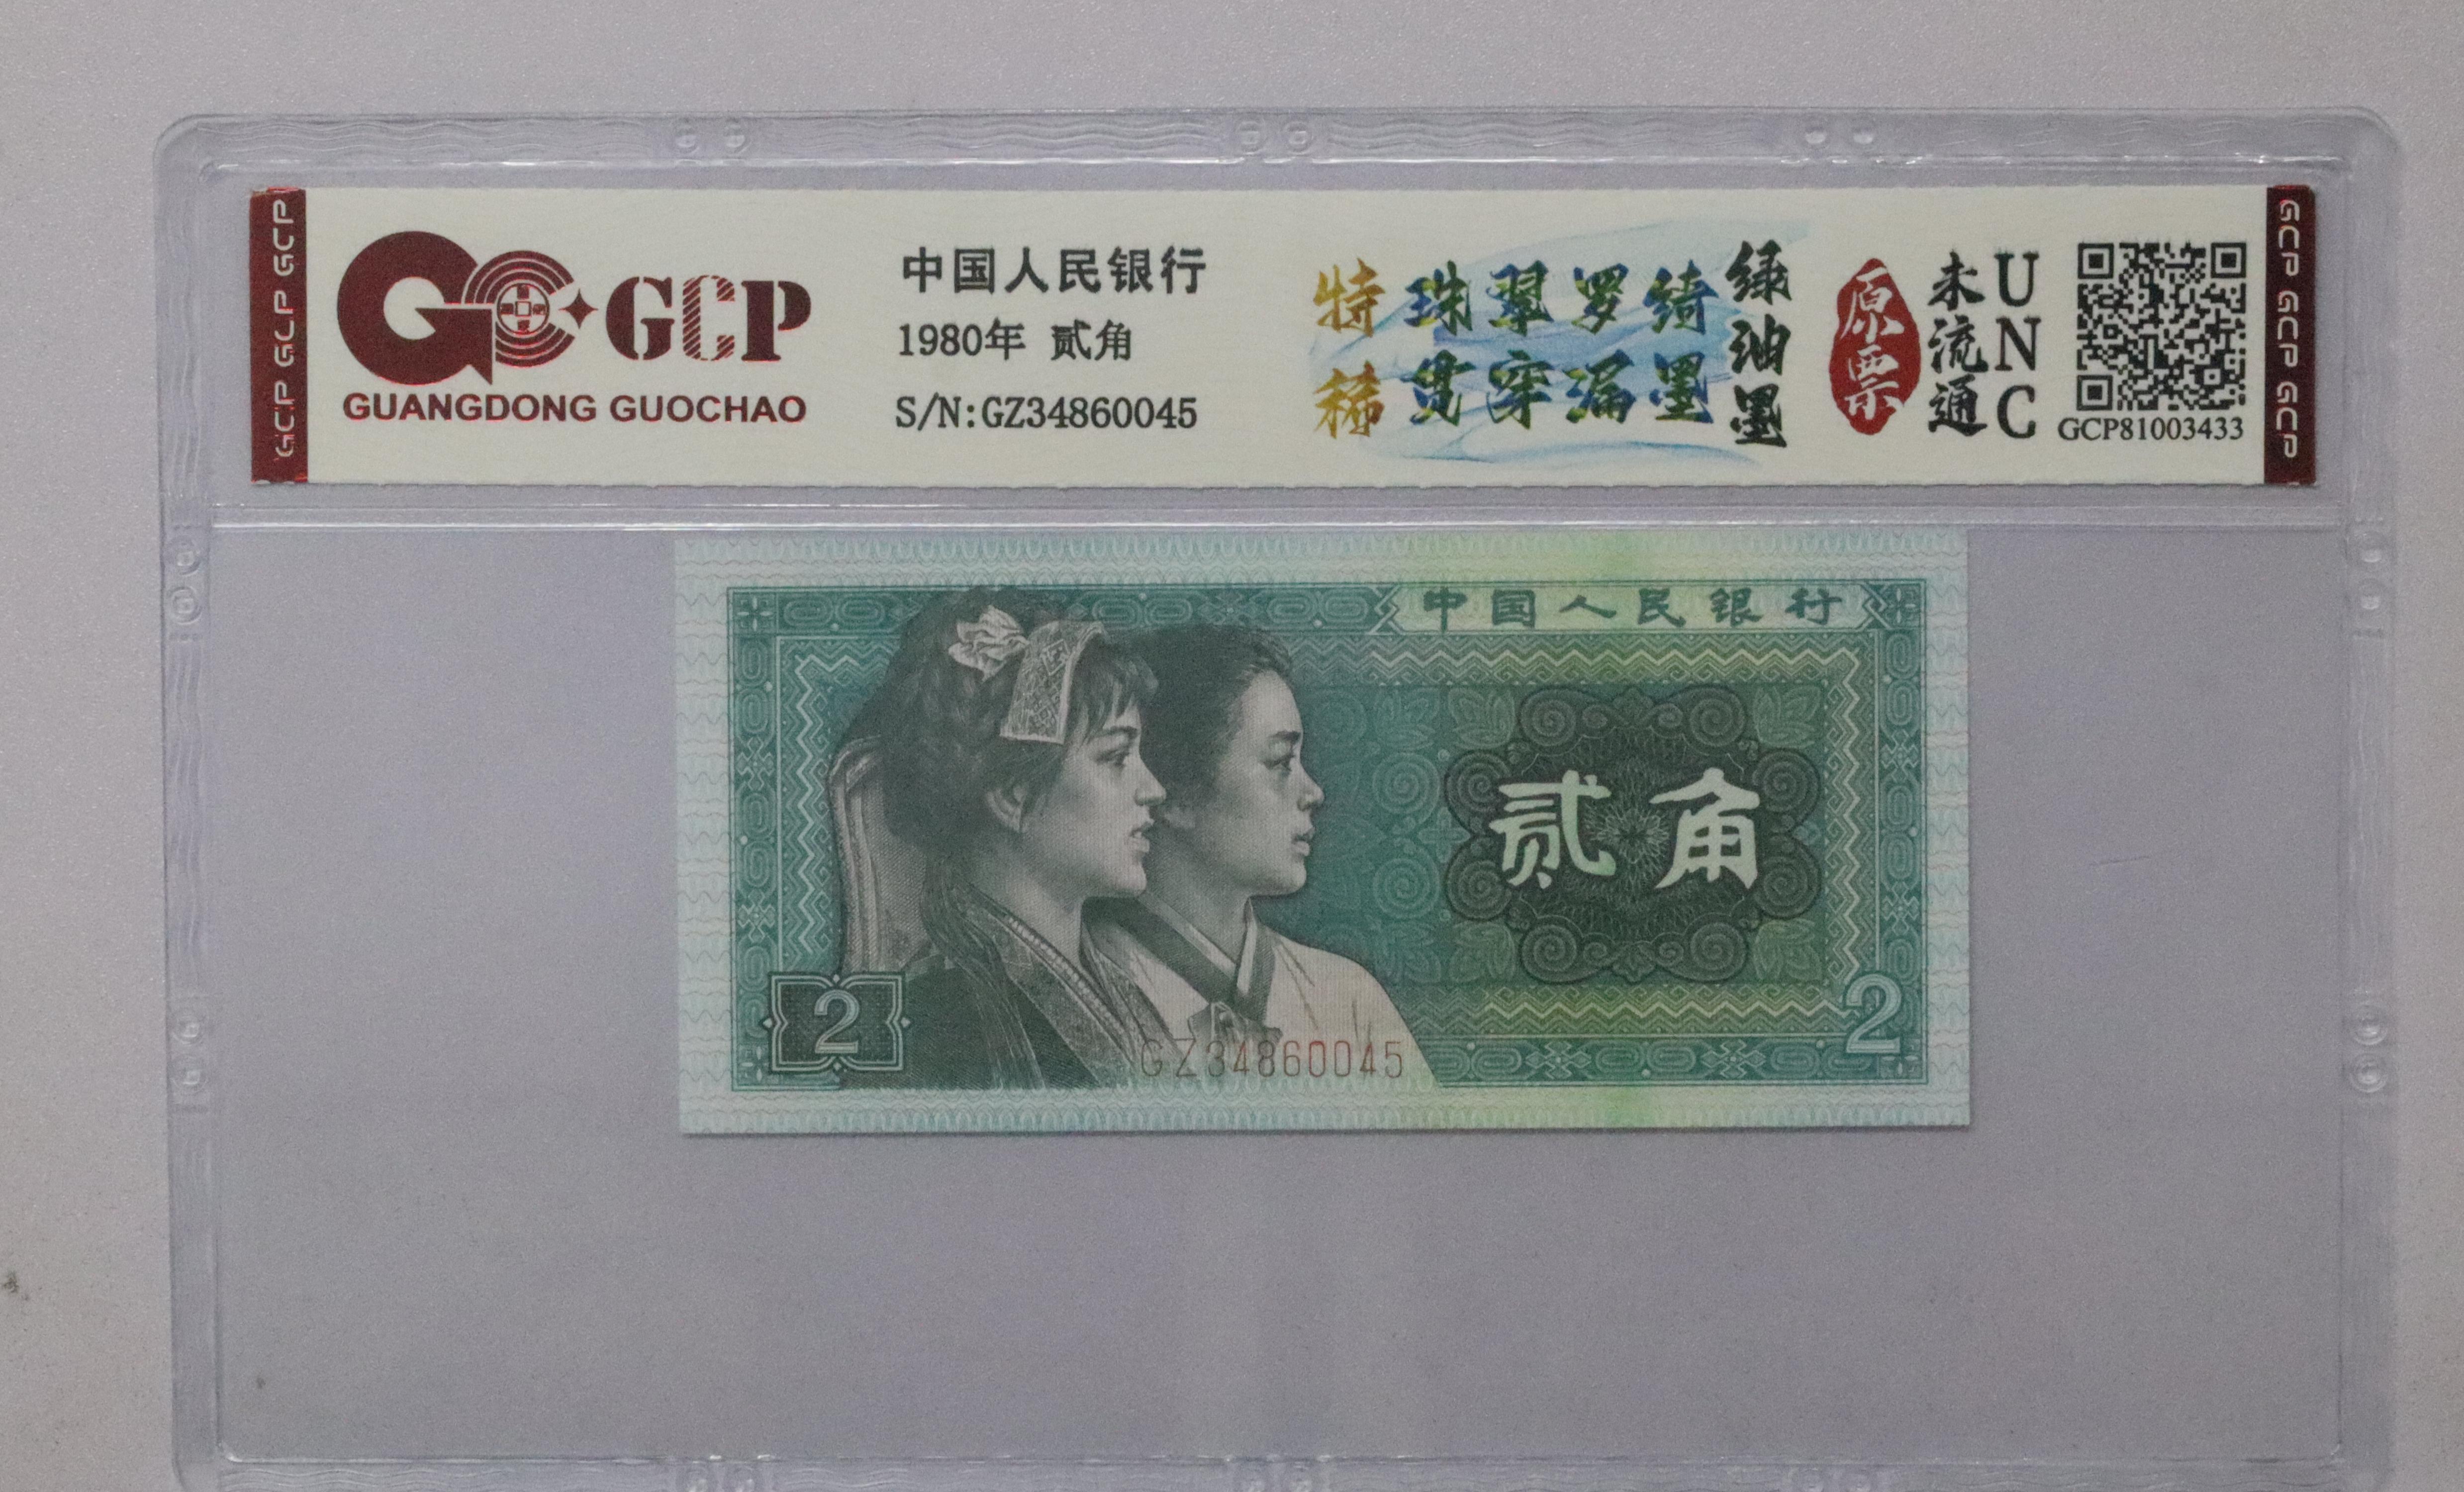 GCP GCP GCP
GCP
GUANGDONG GUOCHAO
中国人民银行
1980年 贰角
S/N:GZ34860045
特稀
珠翠罗绮
贯穿漏墨
绿油墨
原票
未流通
UNC
GCP81003433
GCP GCP GCP
中国人民银行
贰角
2
GZ34860045
2